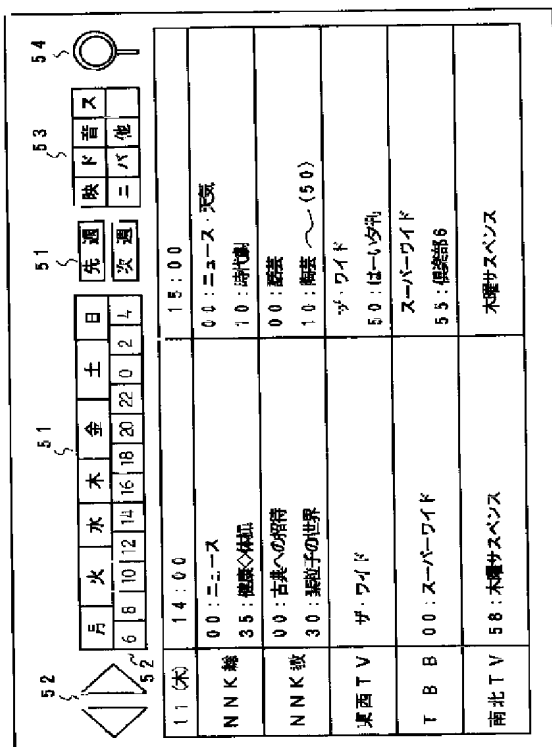 52 51 51 53 54
月 火 水 木 金 土 日 先週 映 ド 音 ス
6 8 10 12 14 16 18 20 22 0 2 4 次週 ニ バ 他
52
11 (木) 14:00 15:00
NNK総 00:ニュース 00:ニュース・天気
35:健康 10:時代劇
NNK教 00:古典への招待 00:話芸
30:素粒子の世界 10:陶芸 〜(50)
東西TV ザ・ワイド ザ・ワイド
50:はーい夕刊
TBB 00:スーパーワイド スーパーワイド
55:倶楽部6
南北TV 58:木曜サスペンス 木曜サスペンス